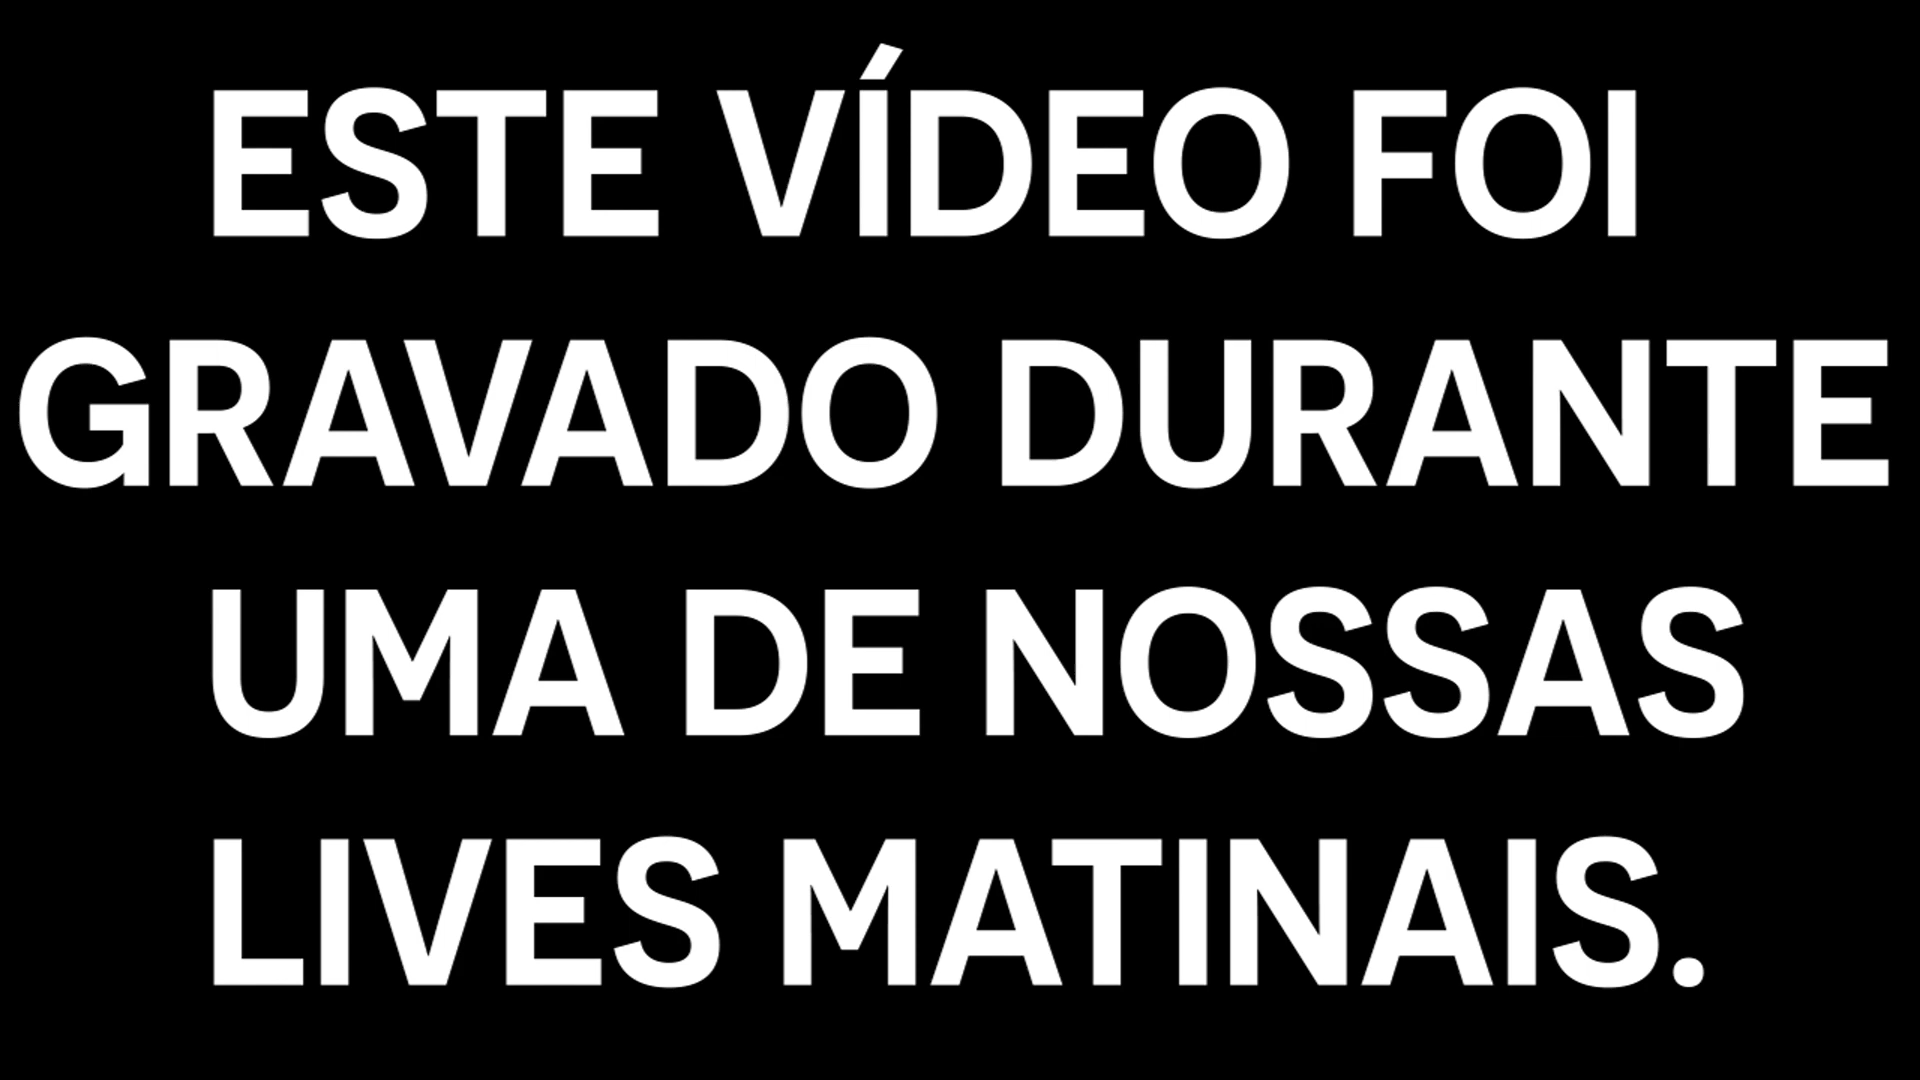 ESTE VÍDEO FOI
GRAVADO DURANTE
UMA DE NOSSAS
LIVES MATINAIS.